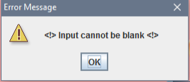 Error Message
<!> Input cannot be blank <!>
OK